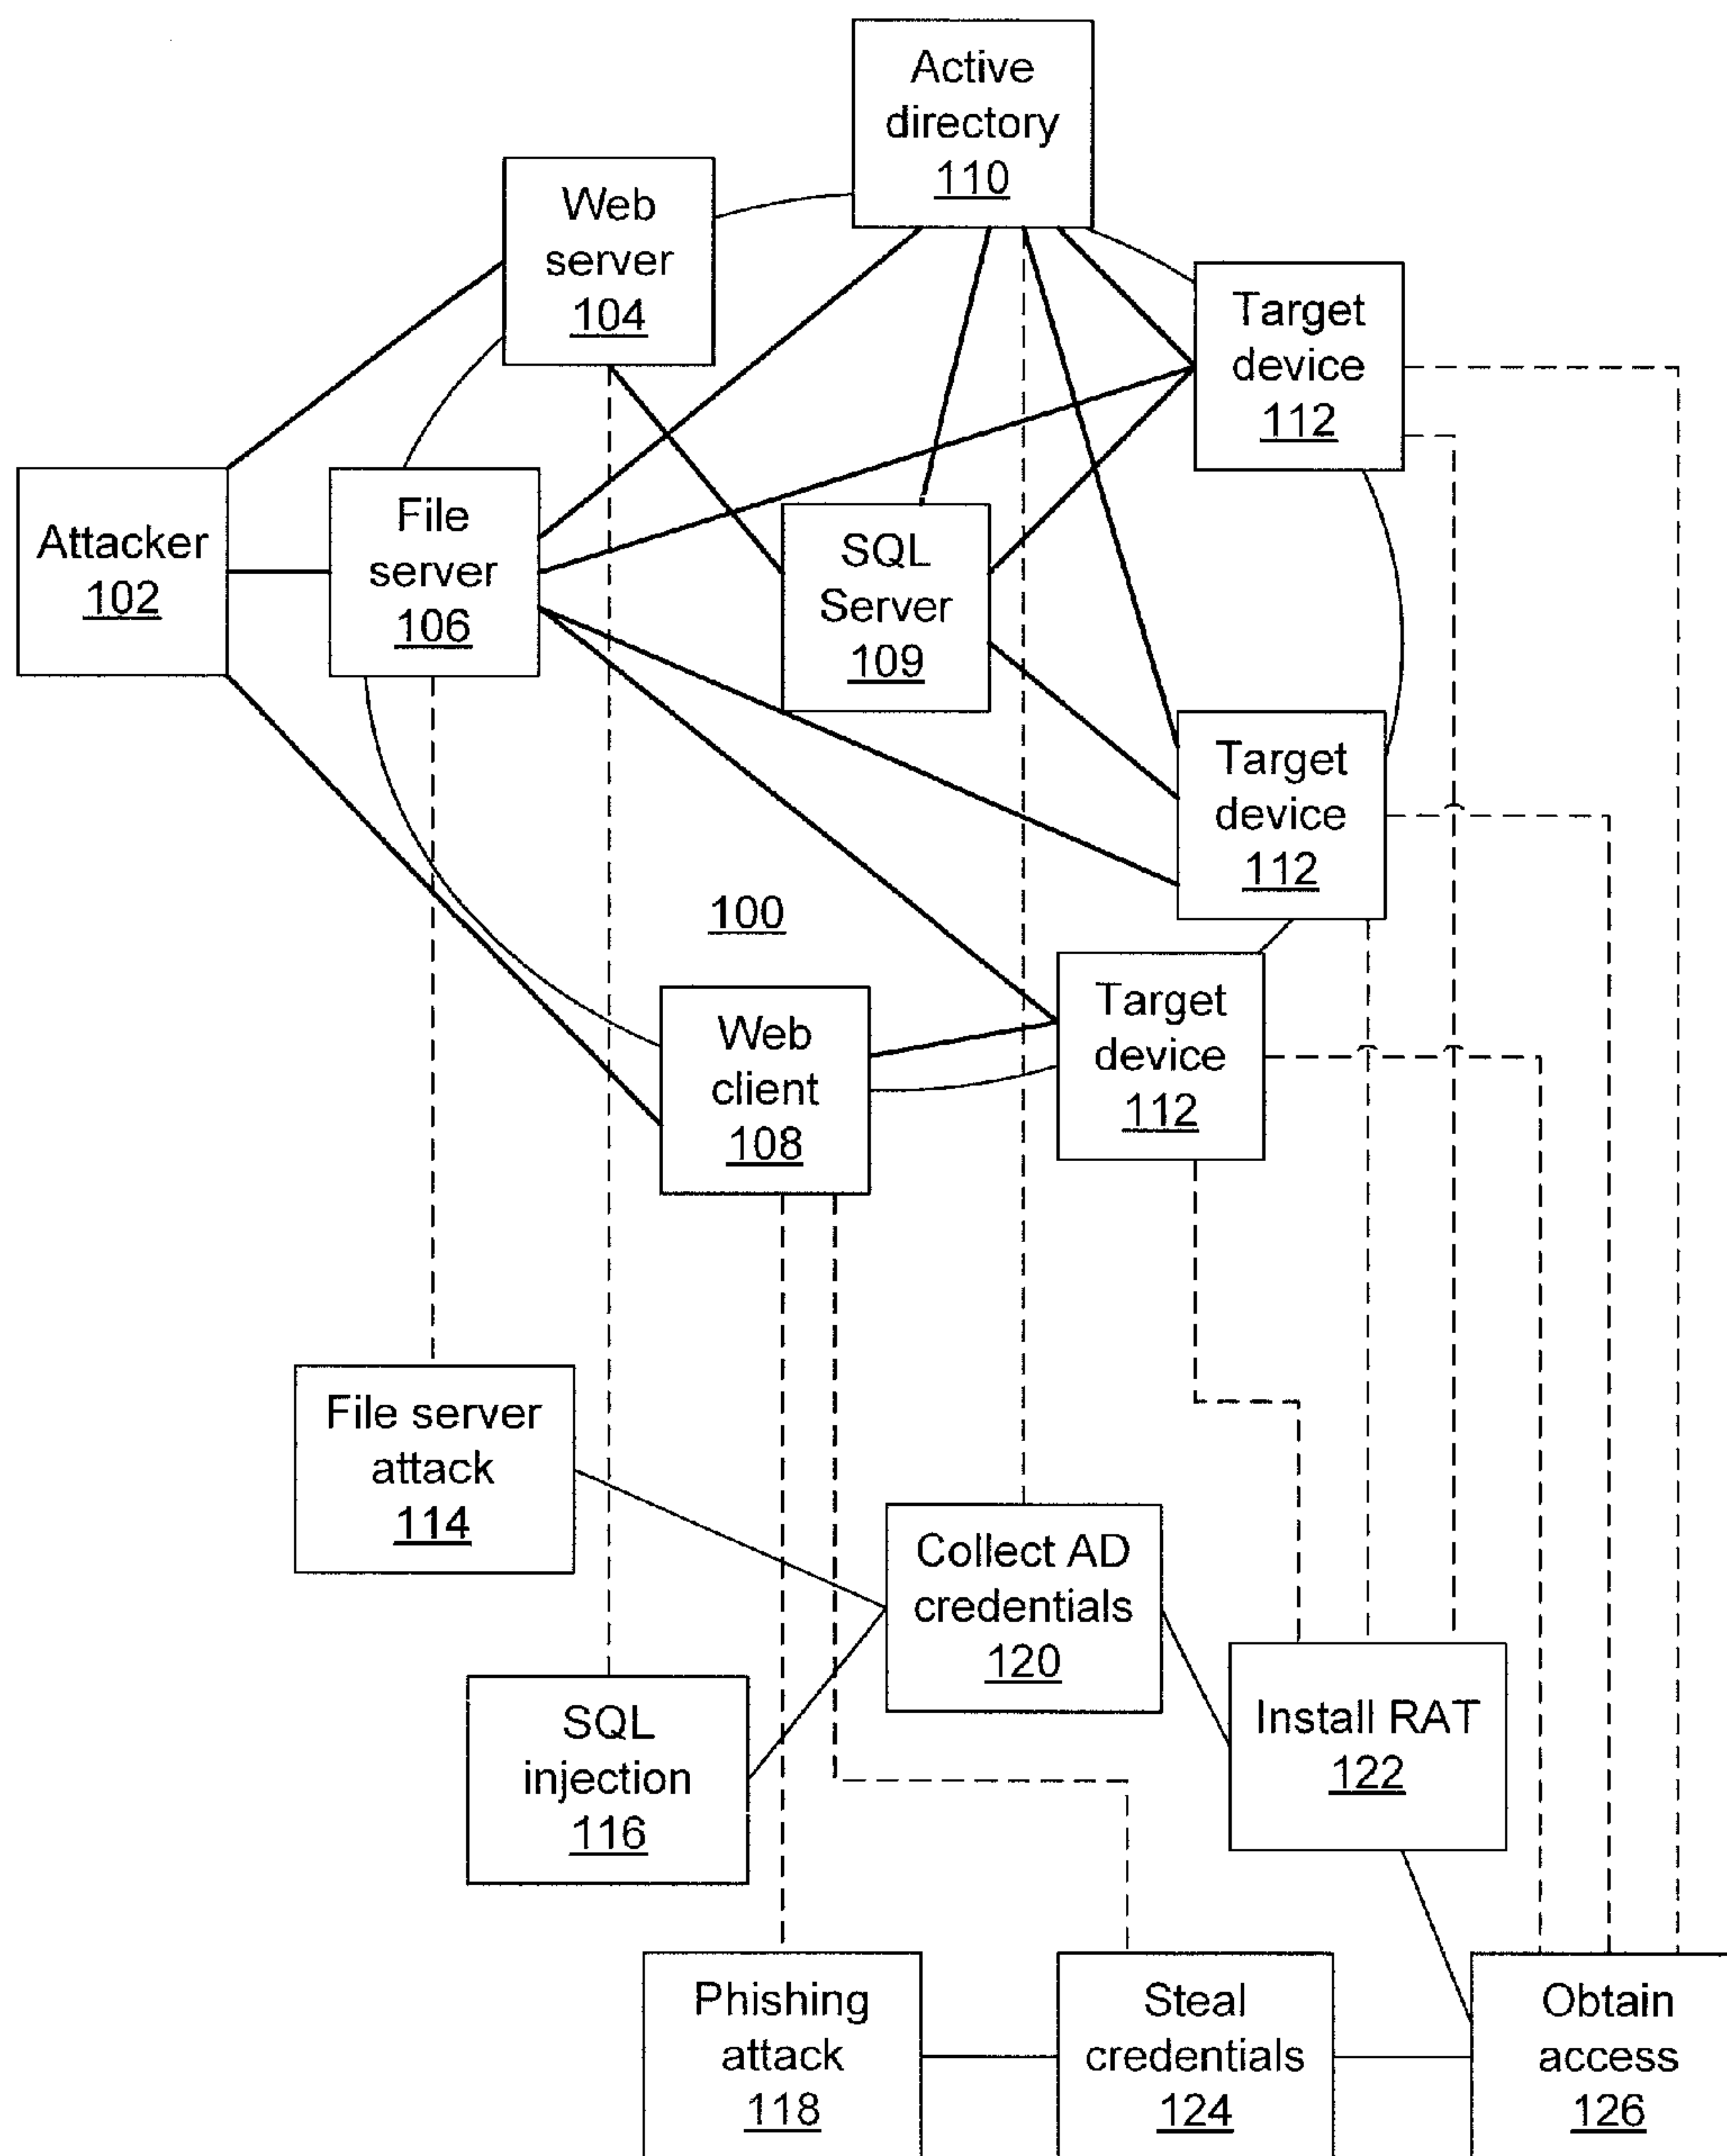 Active
directory
110
Web
server
104
Target
device
112
Attacker
102
File
server
106
SQL
Server
109
Target
device
112
100
Target
device
112
Web
client
108
File server
attack
114
Collect AD
credentials
120
SQL
injection
116
Install RAT
122
Phishing
attack
118
Steal
credentials
124
Obtain
access
126